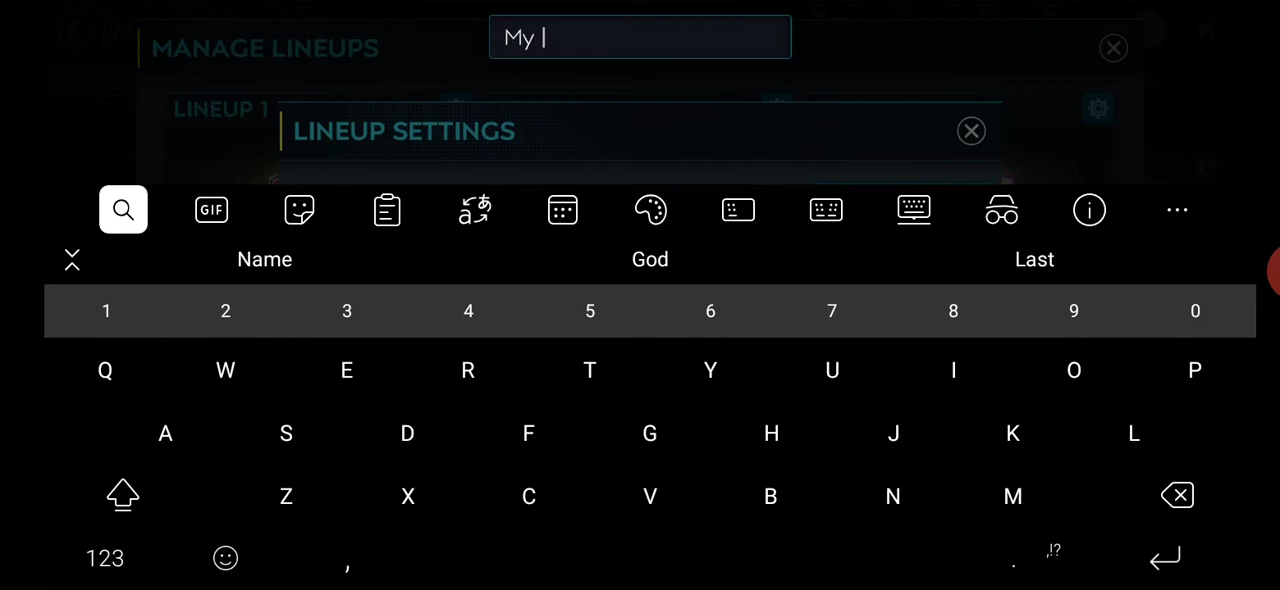 My
MANAGE LINEUPS
LINEUP 1
LINEUP SETTINGS
GIF
Name God Last
1 2 3 4 5 6 7 8 9 0
Q W E R T Y U I O P
A S D F G H J K L
Z X C V B N M
123 , . ,!?